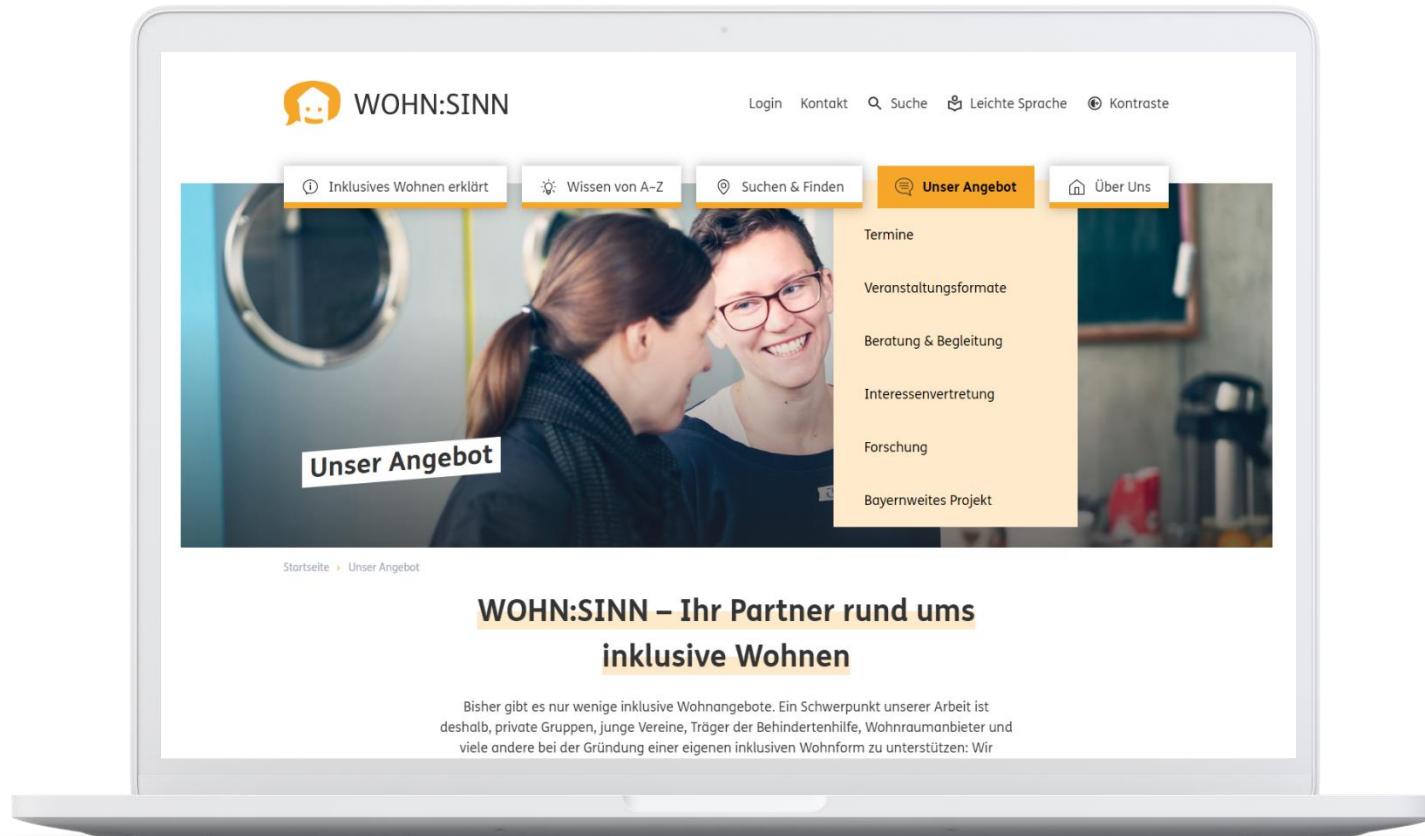 WOHN:SINN
Login Kontakt Suche Leichte Sprache Kontraste
Inklusives Wohnen erklärt Wissen von A–Z Suchen & Finden Unser Angebot Über Uns
Termine
Veranstaltungsformate
Beratung & Begleitung
Interessenvertretung
Forschung
Bayernweites Projekt
Unser Angebot
Startseite › Unser Angebot
WOHN:SINN – Ihr Partner rund ums
inklusive Wohnen
Bisher gibt es nur wenige inklusive Wohnangebote. Ein Schwerpunkt unserer Arbeit ist
deshalb, private Gruppen, junge Vereine, Träger der Behindertenhilfe, Wohnraumanbieter und
viele andere bei der Gründung einer eigenen inklusiven Wohnform zu unterstützen: Wir